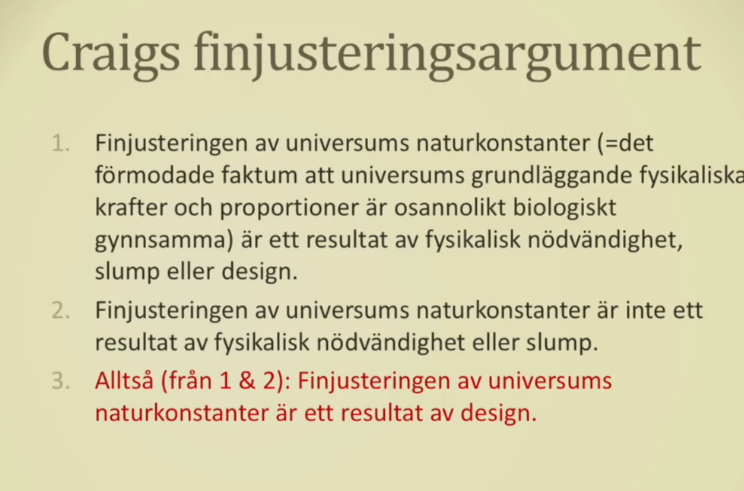 Craigs finjusteringsargument
1. Finjusteringen av universums naturkonstanter (=det
förmodade faktum att universums grundläggande fysikaliska
krafter och proportioner är osannolikt biologiskt
gynnsamma) är ett resultat av fysikalisk nödvändighet,
slump eller design.
2. Finjusteringen av universums naturkonstanter är inte ett
resultat av fysikalisk nödvändighet eller slump.
3. Alltså (från 1 & 2): Finjusteringen av universums
naturkonstanter är ett resultat av design.